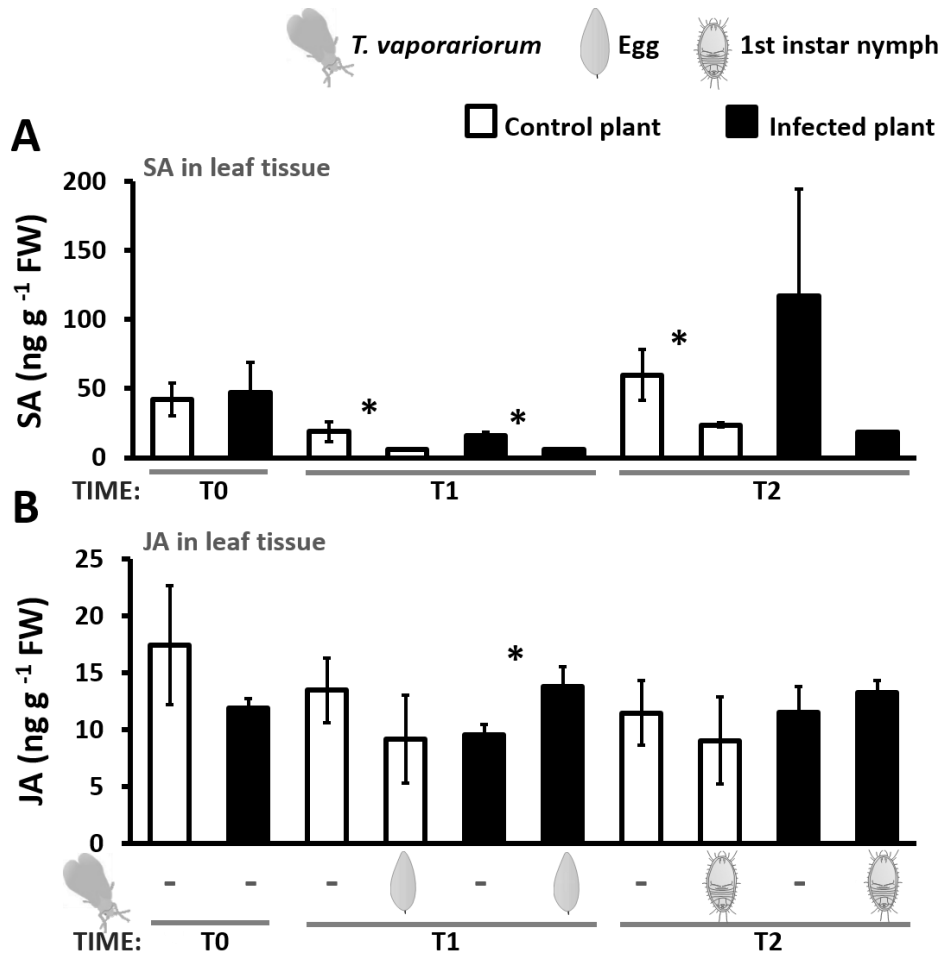 T. vaporariorum Egg 1st instar nymph
Control plant Infected plant
A
SA in leaf tissue
200
150
100
50
0
SA (ng g -1 FW)
* * *
TIME: T0 T1 T2
B
JA in leaf tissue
25
20
15
10
5
0
JA (ng g -1 FW)
*
- - - - - -
TIME: T0 T1 T2